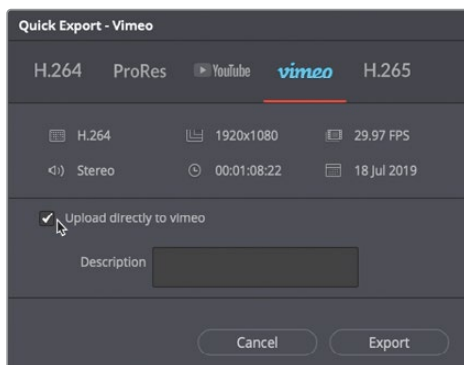 Quick Export - Vimeo
H.264 ProRes YouTube vimeo H.265
H.264 1920x1080 29.97 FPS
Stereo 00:01:08:22 18 Jul 2019
Upload directly to vimeo
Description
Cancel Export